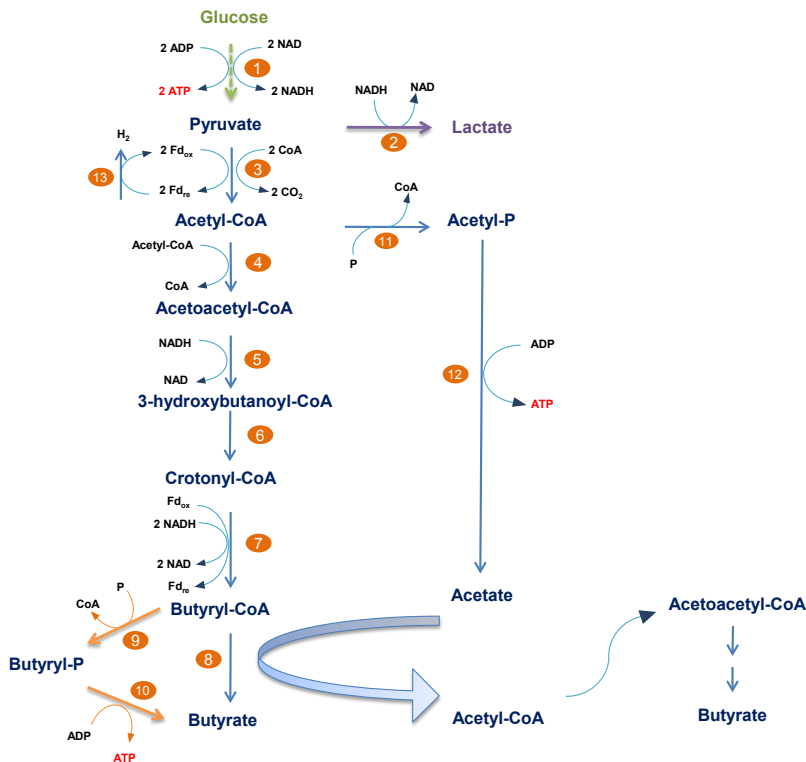 Glucose
2 ADP
2 NAD
1
2 ATP
2 NADH
Pyruvate
NADH
NAD
2
Lactate
H2
2 Fdox
2 CoA
3
13
2 Fdre
2 CO2
Acetyl-CoA
CoA
11
P
Acetyl-P
Acetyl-CoA
4
CoA
Acetoacetyl-CoA
NADH
5
NAD
ADP
12
ATP
3-hydroxybutanoyl-CoA
6
Crotonyl-CoA
Fdox
2 NADH
7
2 NAD
Fdre
Butyryl-CoA
Acetate
Acetoacetyl-CoA
P
CoA
9
Butyryl-P
8
10
ADP
ATP
Butyrate
Acetyl-CoA
Butyrate